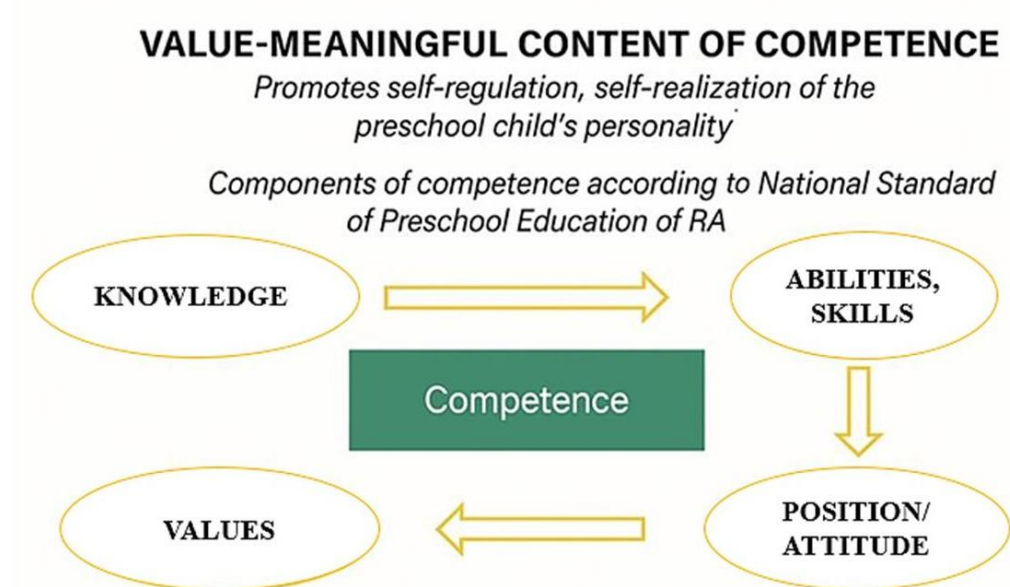 VALUE-MEANINGFUL CONTENT OF COMPETENCE
Promotes self-regulation, self-realization of the
preschool child's personality
Components of competence according to National Standard
of Preschool Education of RA
KNOWLEDGE
ABILITIES,
SKILLS
Competence
VALUES
POSITION/
ATTITUDE